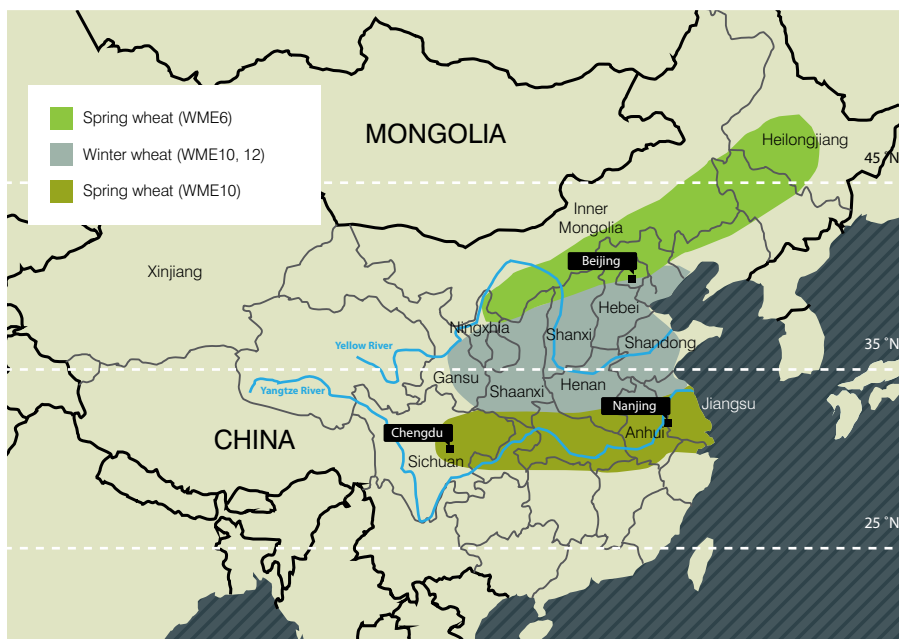 Spring wheat (WME6)
Winter wheat (WME10, 12)
Spring wheat (WME10)
MONGOLIA
Heilongjiang
45˚N
Inner
Mongolia
Beijing
Xinjiang
Hebei
Ningxhia
Shanxi
Shandong
Yellow River
35˚N
Gansu
Yangtze River
Shaanxi
Henan
Nanjing
Jiangsu
Chengdu
CHINA
Anhui
Sichuan
25˚N